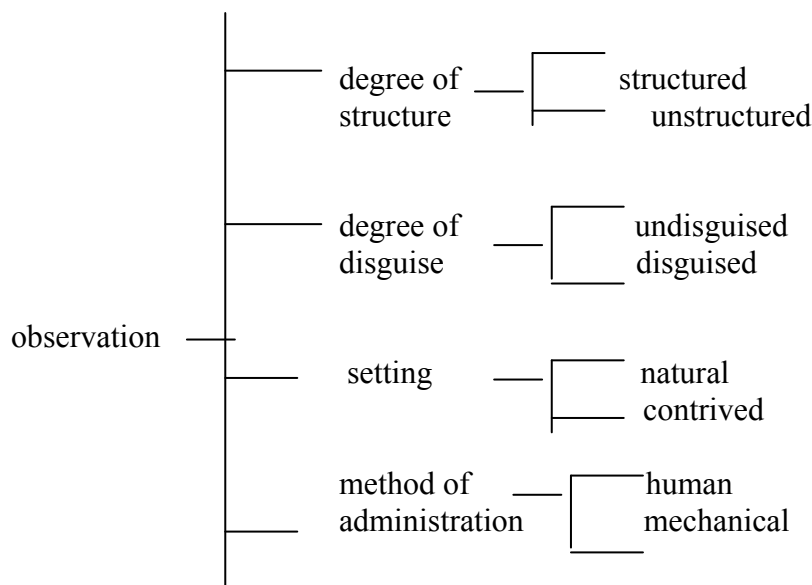 degree of
structure
structured
unstructured
degree of
disguise
undisguised
disguised
observation
setting
natural
contrived
method of
administration
human
mechanical